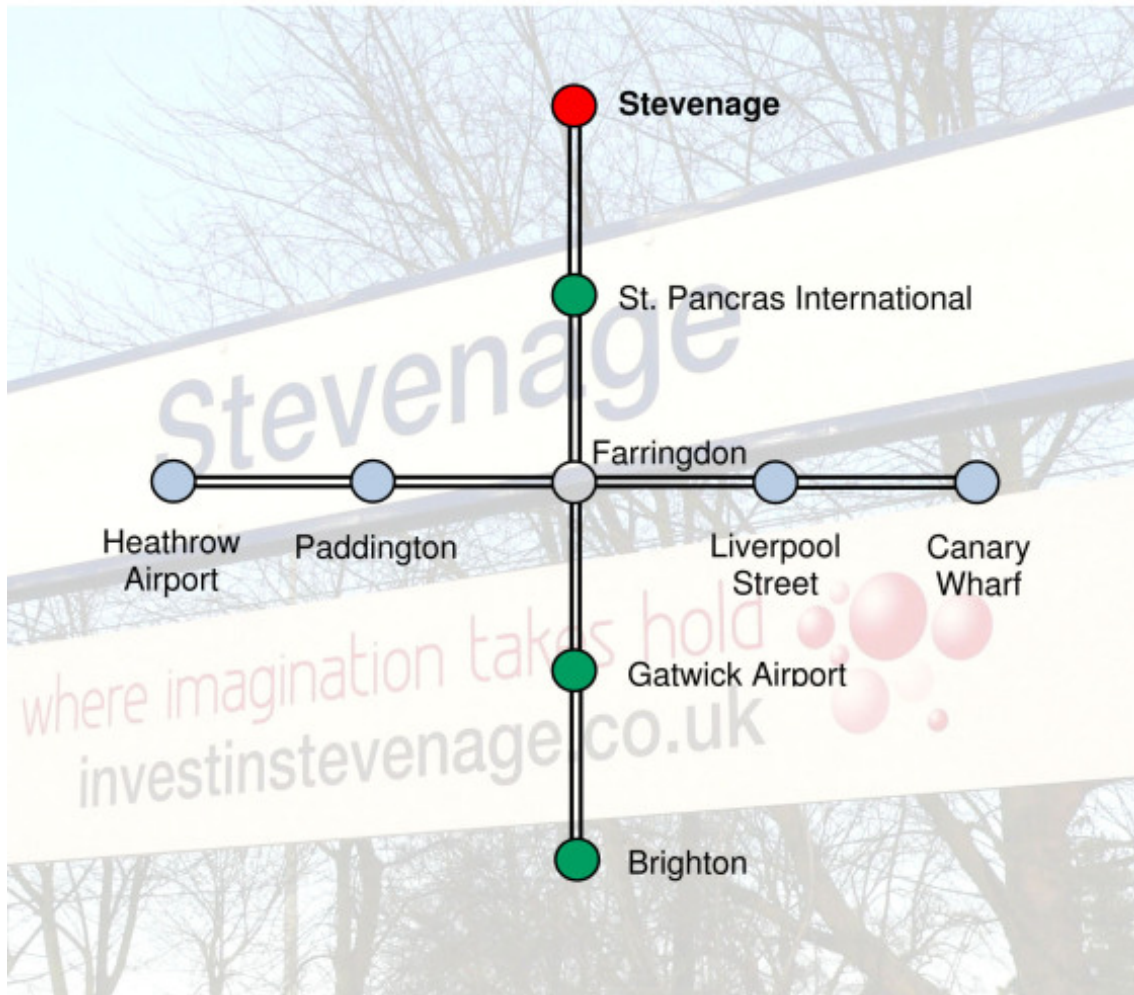 Stevenage
St. Pancras International
Stevenage
Farringdon
Heathrow
Airport
Paddington
Liverpool
Street
Canary
Wharf
where imagination takes hold
Gatwick Airport
investinstevenage.co.uk
Brighton